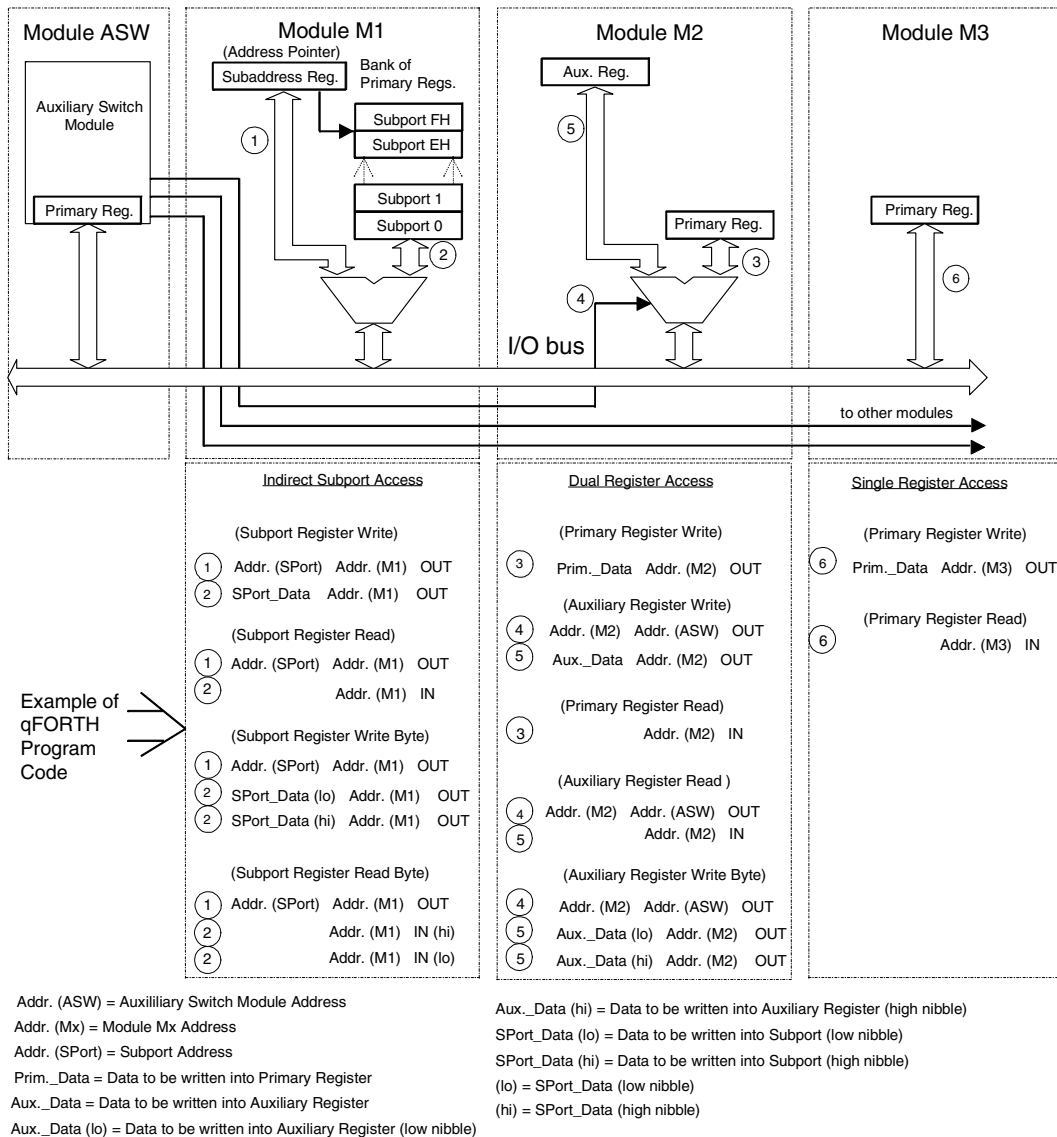 Module ASW
Module M1
Module M2
Module M3
Auxiliary Switch
Module
Primary Reg.
(Address Pointer)
Subaddress Reg.
Bank of
Primary Regs.
Subport FH
Subport EH
Subport 1
Subport 0
1
2
Aux. Reg.
5
Primary Reg.
3
4
Primary Reg.
6
I/O bus
to other modules
Example of
qFORTH
Program
Code
Indirect Subport Access
(Subport Register Write)
1 Addr. (SPort) Addr. (M1) OUT
2 SPort_Data Addr. (M1) OUT
(Subport Register Read)
1 Addr. (SPort) Addr. (M1) OUT
2 Addr. (M1) IN
(Subport Register Write Byte)
1 Addr. (SPort) Addr. (M1) OUT
2 SPort_Data (lo) Addr. (M1) OUT
2 SPort_Data (hi) Addr. (M1) OUT
(Subport Register Read Byte)
1 Addr. (SPort) Addr. (M1) OUT
2 Addr. (M1) IN (hi)
2 Addr. (M1) IN (lo)
Dual Register Access
(Primary Register Write)
3 Prim._Data Addr. (M2) OUT
(Auxiliary Register Write)
4 Addr. (M2) Addr. (ASW) OUT
5 Aux._Data Addr. (M2) OUT
(Primary Register Read)
3 Addr. (M2) IN
(Auxiliary Register Read )
4 Addr. (M2) Addr. (ASW) OUT
5 Addr. (M2) IN
(Auxiliary Register Write Byte)
4 Addr. (M2) Addr. (ASW) OUT
5 Aux._Data (lo) Addr. (M2) OUT
5 Aux._Data (hi) Addr. (M2) OUT
Single Register Access
(Primary Register Write)
6 Prim._Data Addr. (M3) OUT
(Primary Register Read)
6 Addr. (M3) IN
Addr. (ASW) = Auxililiary Switch Module Address
Addr. (Mx) = Module Mx Address
Addr. (SPort) = Subport Address
Prim._Data = Data to be written into Primary Register
Aux._Data = Data to be written into Auxiliary Register
Aux._Data (lo) = Data to be written into Auxiliary Register (low nibble)
Aux._Data (hi) = Data to be written into Auxiliary Register (high nibble)
SPort_Data (lo) = Data to be written into Subport (low nibble)
SPort_Data (hi) = Data to be written into Subport (high nibble)
(lo) = SPort_Data (low nibble)
(hi) = SPort_Data (high nibble)